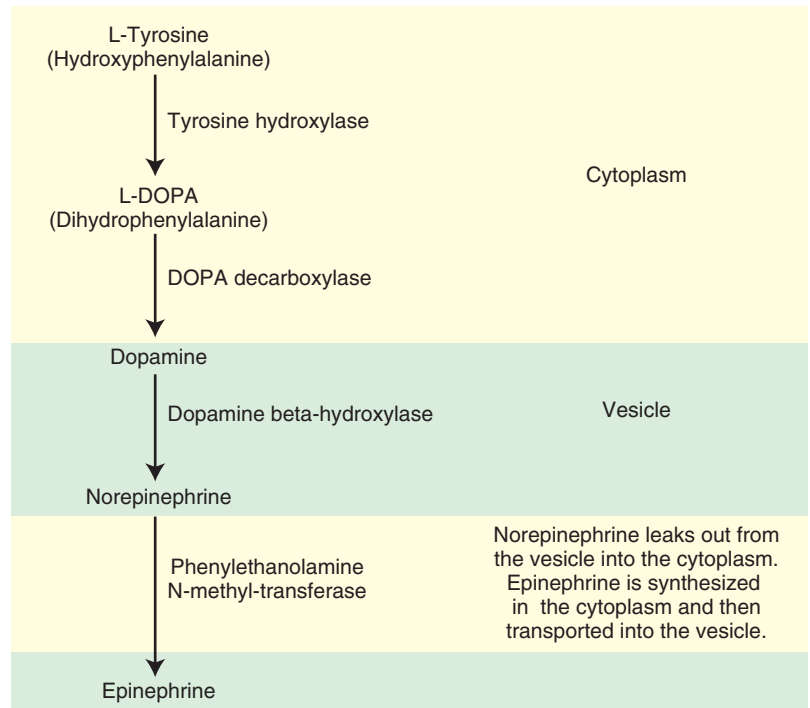 L-Tyrosine
(Hydroxyphenylalanine)
Tyrosine hydroxylase
Cytoplasm
L-DOPA
(Dihydrophenylalanine)
DOPA decarboxylase
Dopamine
Dopamine beta-hydroxylase
Vesicle
Norepinephrine
Phenylethanolamine
N-methyl-transferase
Norepinephrine leaks out from
the vesicle into the cytoplasm.
Epinephrine is synthesized
in the cytoplasm and then
transported into the vesicle.
Epinephrine